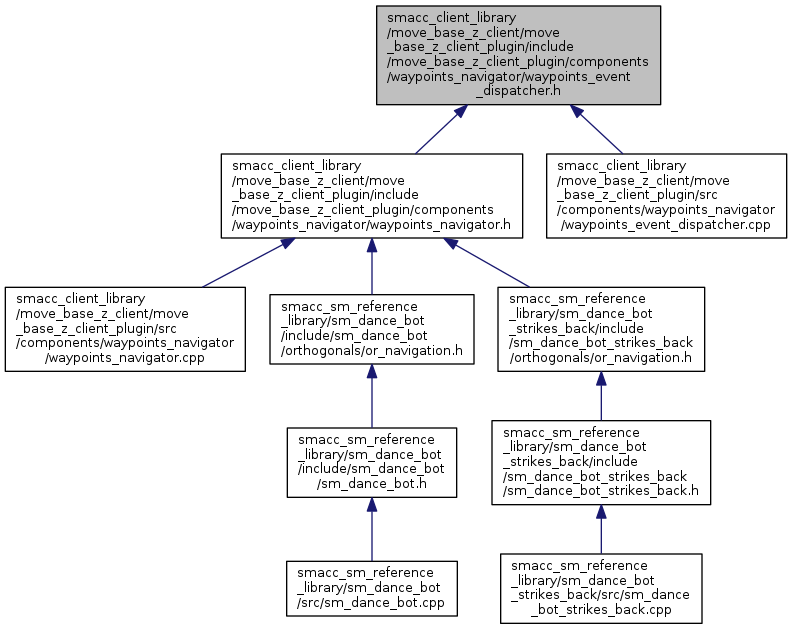 smacc_client_library
/move_base_z_client/move
_base_z_client_plugin/include
/move_base_z_client_plugin/components
/waypoints_navigator/waypoints_event
_dispatcher.h
smacc_client_library
/move_base_z_client/move
_base_z_client_plugin/include
/move_base_z_client_plugin/components
/waypoints_navigator/waypoints_navigator.h
smacc_client_library
/move_base_z_client/move
_base_z_client_plugin/src
/components/waypoints_navigator
/waypoints_event_dispatcher.cpp
smacc_client_library
/move_base_z_client/move
_base_z_client_plugin/src
/components/waypoints_navigator
/waypoints_navigator.cpp
smacc_sm_reference
_library/sm_dance_bot
/include/sm_dance_bot
/orthogonals/or_navigation.h
smacc_sm_reference
_library/sm_dance_bot
_strikes_back/include
/sm_dance_bot_strikes_back
/orthogonals/or_navigation.h
smacc_sm_reference
_library/sm_dance_bot
/include/sm_dance_bot
/sm_dance_bot.h
smacc_sm_reference
_library/sm_dance_bot
_strikes_back/include
/sm_dance_bot_strikes_back
/sm_dance_bot_strikes_back.h
smacc_sm_reference
_library/sm_dance_bot
/src/sm_dance_bot.cpp
smacc_sm_reference
_library/sm_dance_bot
_strikes_back/src/sm_dance
_bot_strikes_back.cpp